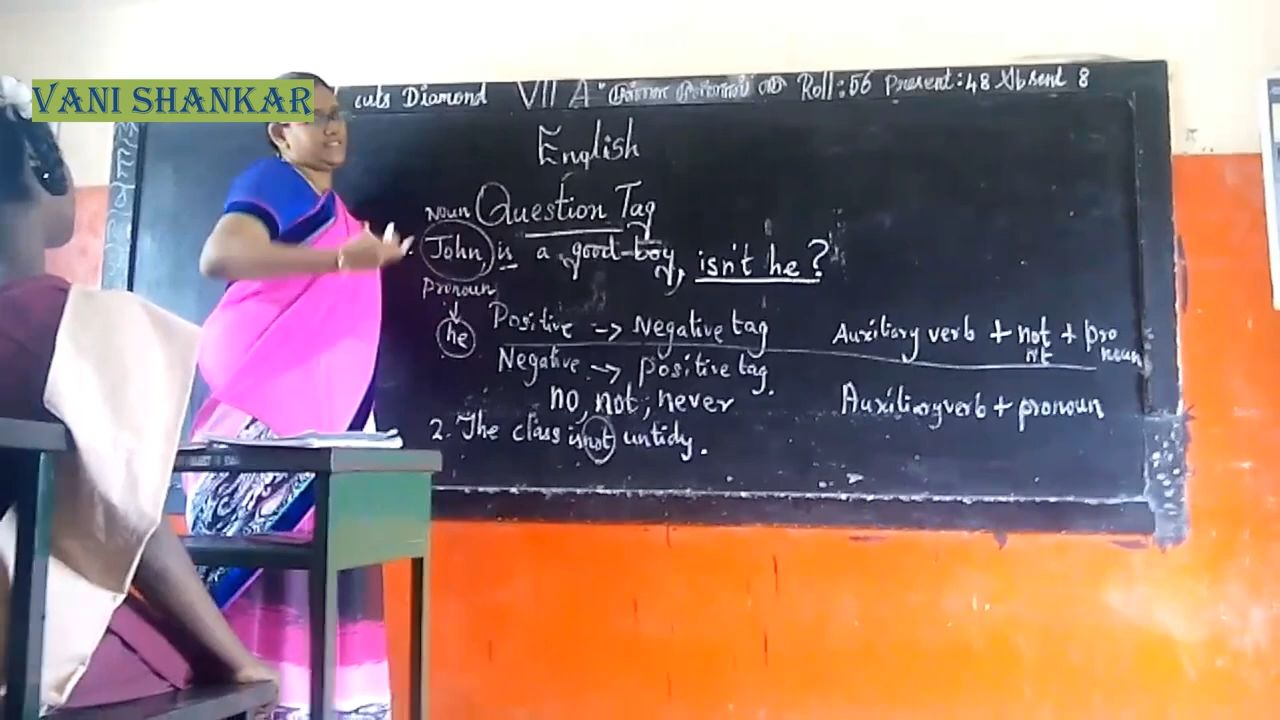 VANI SHANKAR
cuts Diamond VII A Roll: 56 Present: 48 Absent 8
English
Noun Question Tag
John is a good boy, isn't he?
Pronoun
he
Positive → Negative tag Auxiliary verb + not + pro
n't noun
Negative → positive tag
no, not, never Auxiliary verb + pronoun
2. The class is not untidy.